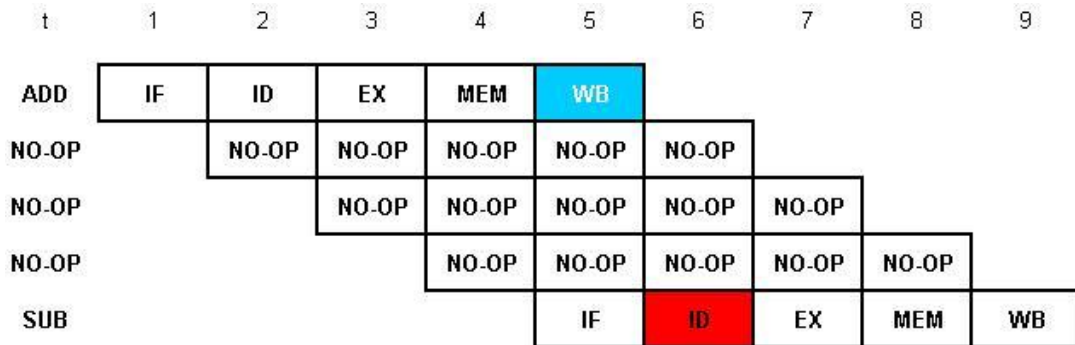 t 1 2 3 4 5 6 7 8 9
ADD IF ID EX MEM WB
NO-OP NO-OP NO-OP NO-OP NO-OP NO-OP
NO-OP NO-OP NO-OP NO-OP NO-OP NO-OP
NO-OP NO-OP NO-OP NO-OP NO-OP NO-OP
SUB IF ID EX MEM WB